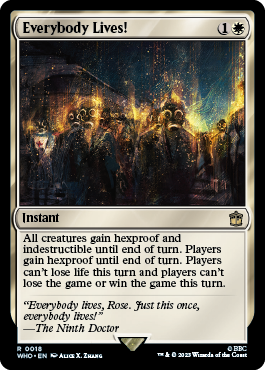 Everybody Lives! 1
Instant
All creatures gain hexproof and
indestructible until end of turn. Players
gain hexproof until end of turn. Players
can't lose life this turn and players can't
lose the game or win the game this turn.
"Everybody lives, Rose. Just this once,
everybody lives!"
—The Ninth Doctor
R 0018 © BBC
WHO • EN ALIX X. ZHANG ™ & © 2023 Wizards of the Coast